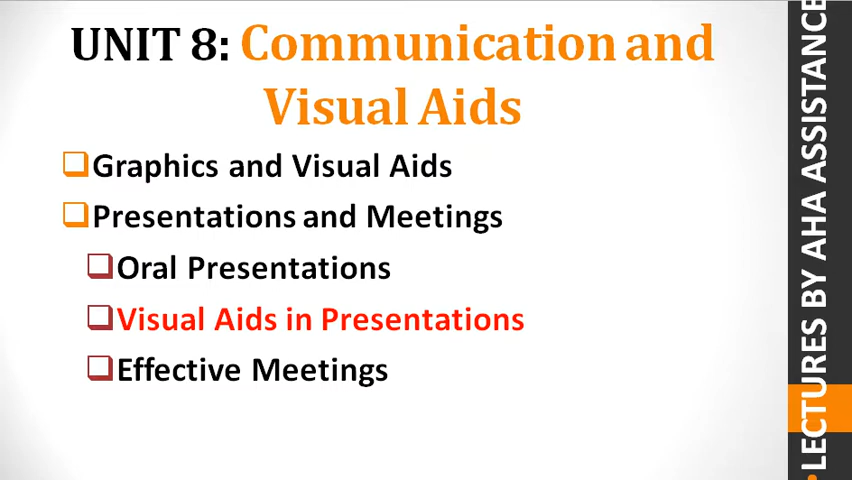 UNIT 8: Communication and
Visual Aids
Graphics and Visual Aids
Presentations and Meetings
Oral Presentations
Visual Aids in Presentations
Effective Meetings
•LECTURES BY AHA ASSISTANCE